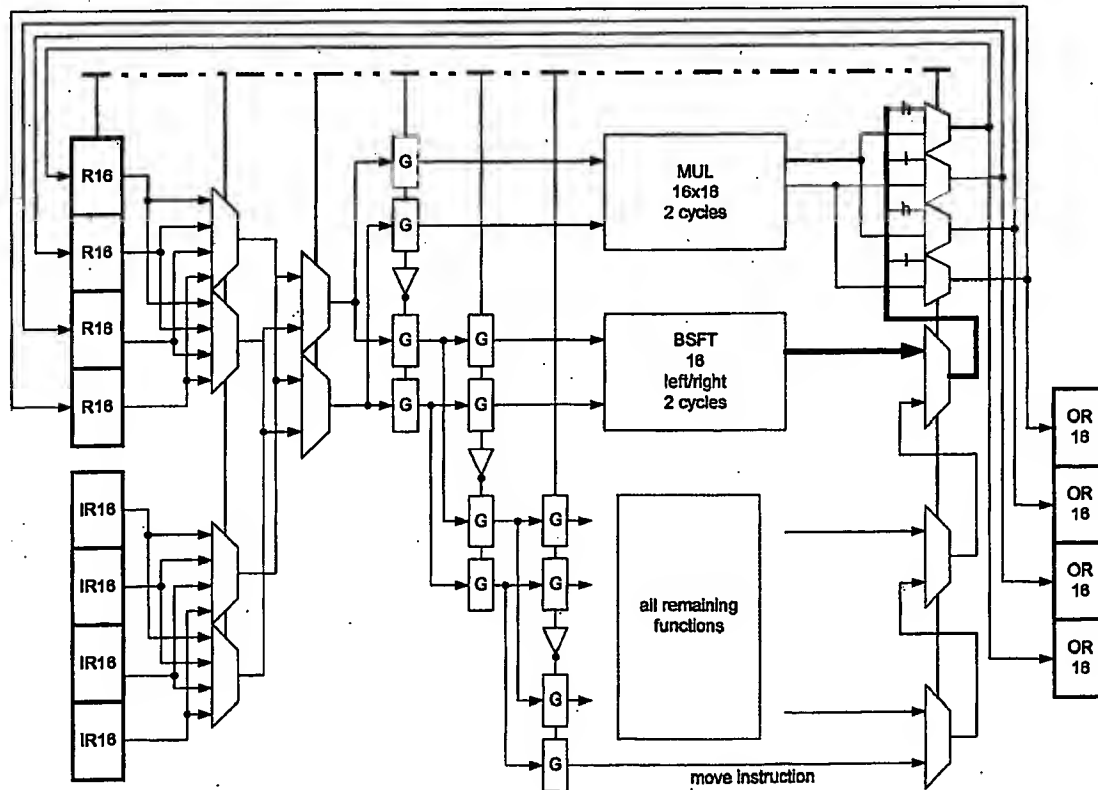 h
G
R16
MUL
16x16
2 cycles
l
G
h
R16
l
R16
G
G
BSFT
16
left/right
2 cycles
G
G
R16
OR
16
IR16
G
G
OR
16
IR16
G
G
all remaining
functions
OR
16
IR16
OR
16
G
IR16
G
move instruction